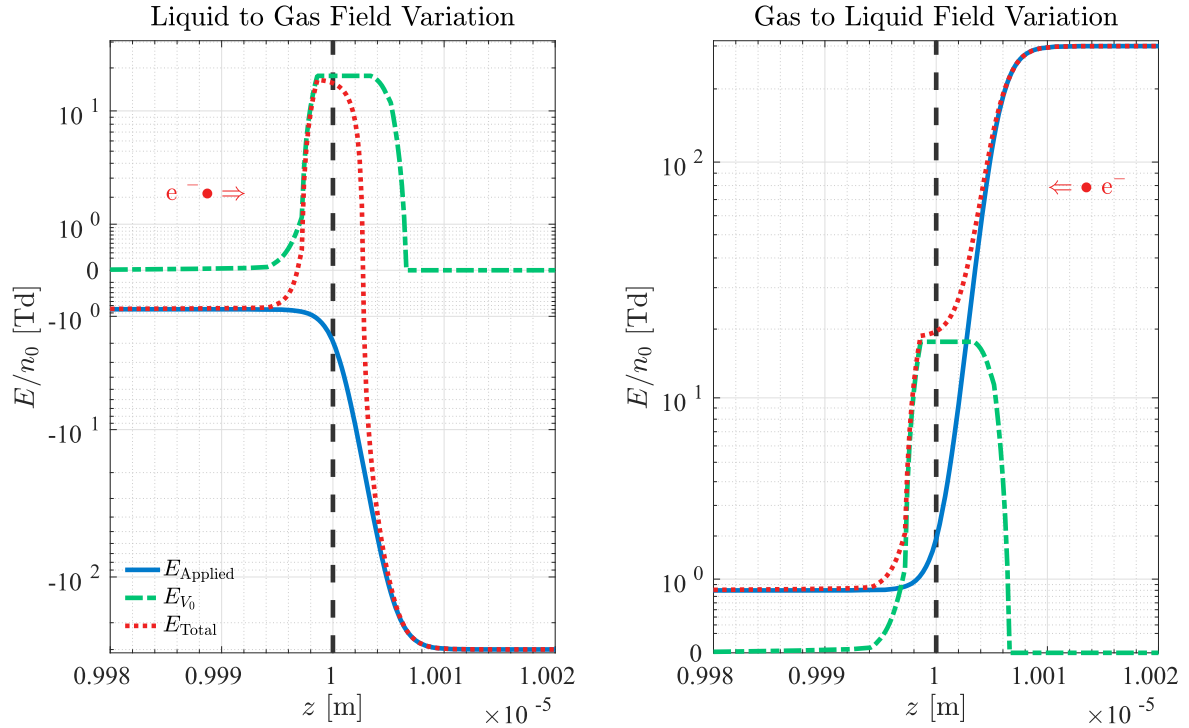 Liquid to Gas Field Variation
10 1
10 0
0
-10 0
-10 1
-10 2
E/n0 [Td]
e −● ⇒
EApplied
EV0
ETotal
0.998 0.999 1 1.001 1.002
z [m]
×10 -5
Gas to Liquid Field Variation
10 2
10 1
10 0
0
E/n0 [Td]
⇐ ● e−
0.998 0.999 1 1.001 1.002
z [m]
×10 -5